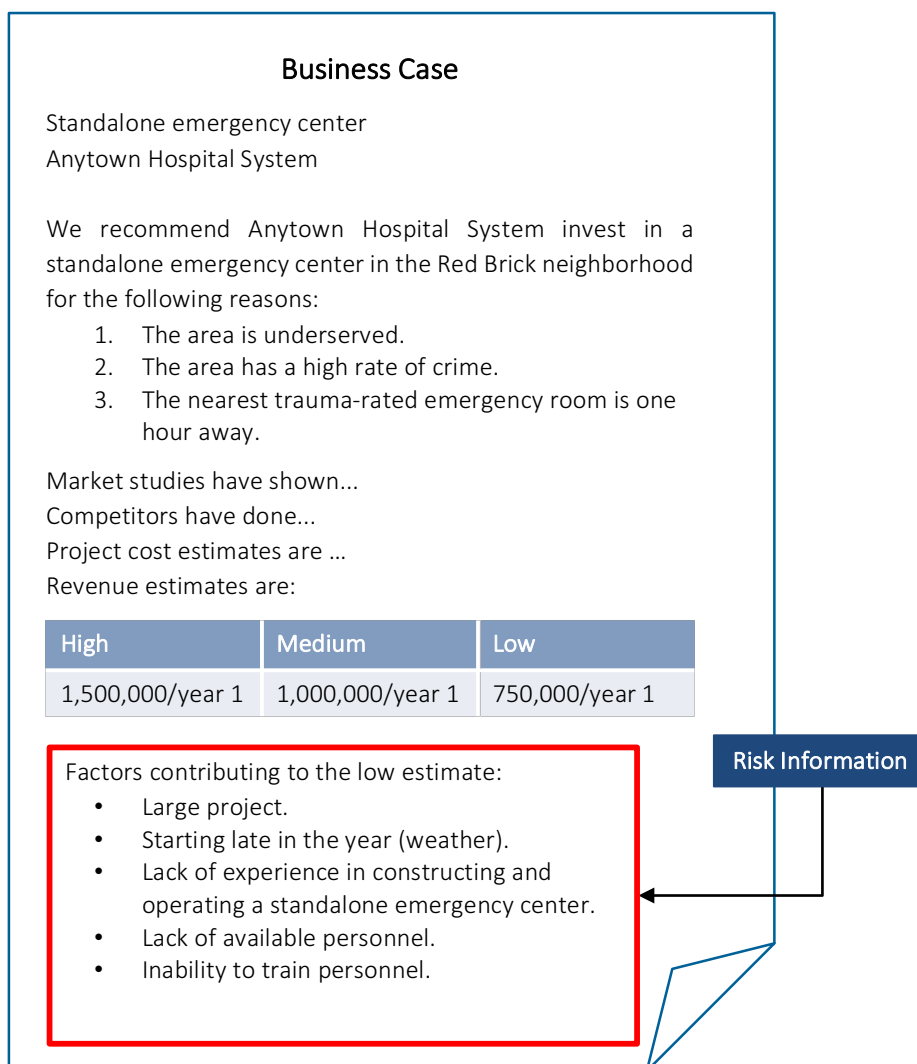 Business Case
Standalone emergency center
Anytown Hospital System
We recommend Anytown Hospital System invest in a
standalone emergency center in the Red Brick neighborhood
for the following reasons:
1. The area is underserved.
2. The area has a high rate of crime.
3. The nearest trauma-rated emergency room is one
hour away.
Market studies have shown...
Competitors have done...
Project cost estimates are ...
Revenue estimates are:
High Medium Low
1,500,000/year 1 1,000,000/year 1 750,000/year 1
Risk Information
Factors contributing to the low estimate:
• Large project.
• Starting late in the year (weather).
• Lack of experience in constructing and
operating a standalone emergency center.
• Lack of available personnel.
• Inability to train personnel.